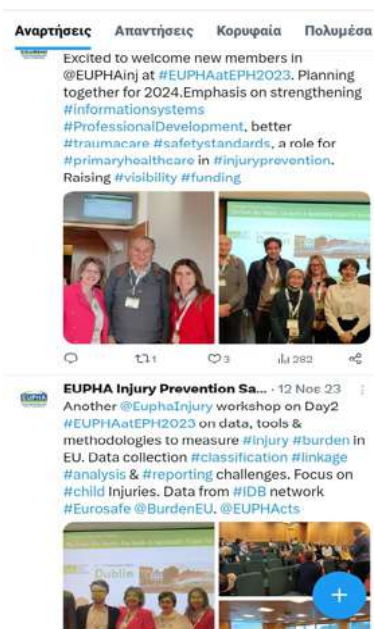 Αναρτήσεις Απαντήσεις Κορυφαία Πολυμέσα
Excited to welcome new members in
@EUPHAinj at #EUPHAatEPH2023. Planning
together for 2024.Emphasis on strengthening
#informationsystems
#ProfessionalDevelopment, better
#traumacare #safetystandards, a role for
#primaryhealthcare in #injuryprevention.
Raising #visibility #funding
1 3 282
EUPHA
EUPHA Injury Prevention Sa... · 12 Νοε 23
Another @EuphaInjury workshop on Day2
#EUPHAatEPH2023 on data, tools &
methodologies to measure #injury #burden in
EU. Data collection #classification #linkage
#analysis & #reporting challenges. Focus on
#child Injuries. Data from #IDB network
#Eurosafe @BurdenEU. @EUPHActs
Dublin